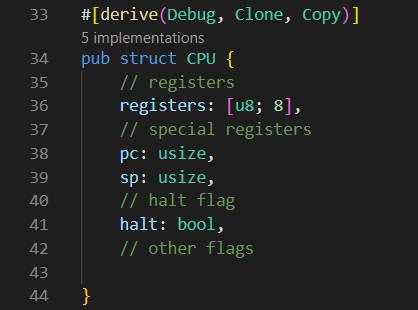 33 #[derive(Debug, Clone, Copy)]
5 implementations
34 pub struct CPU {
35     // registers
36     registers: [u8; 8],
37     // special registers
38     pc: usize,
39     sp: usize,
40     // halt flag
41     halt: bool,
42     // other flags
43
44 }